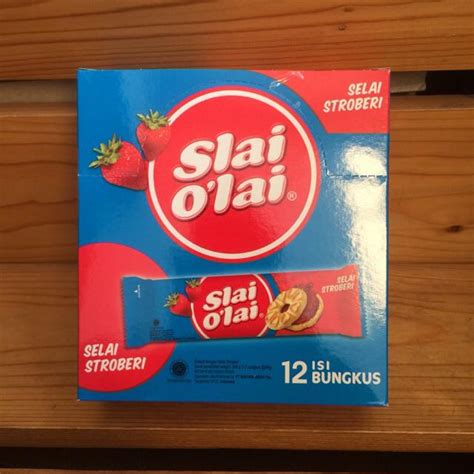 SELAI
STROBERI
Slai
O'lai®
SELAI
STROBERI
Slai
O'lai®
SELAI
STROBERI
12 ISI
BUNGKUS